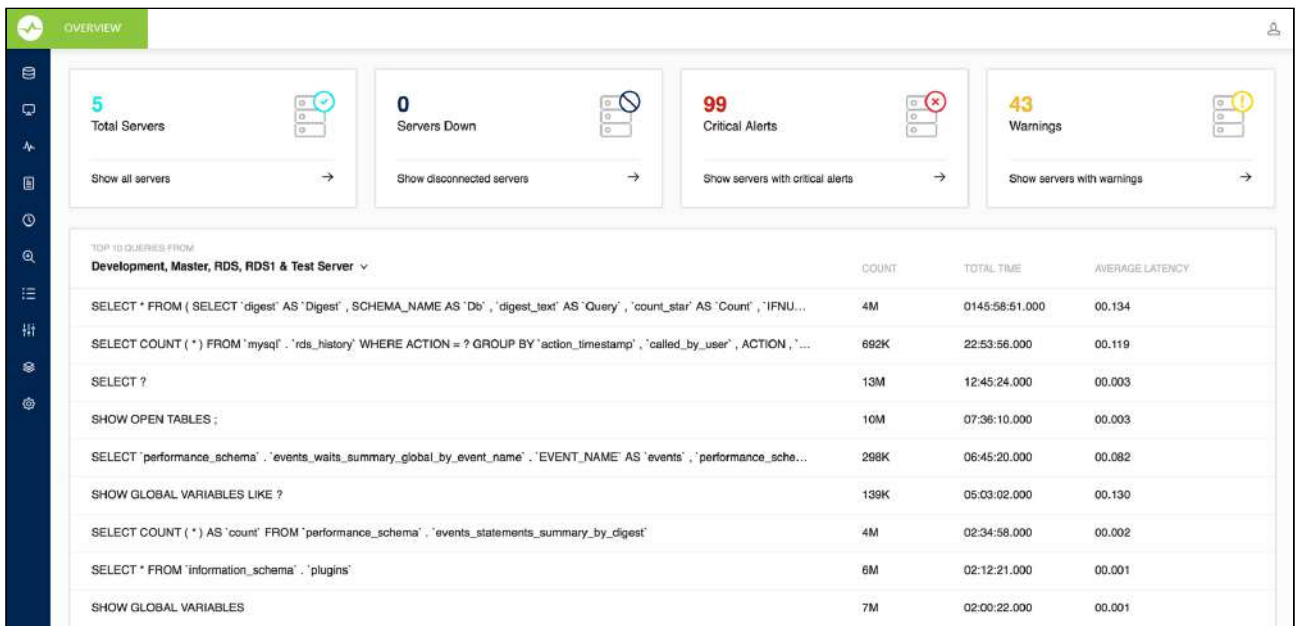 OVERVIEW
5
Total Servers
Show all servers →
0
Servers Down
Show disconnected servers →
99
Critical Alerts
Show servers with critical alerts →
43
Warnings
Show servers with warnings →
TOP 10 QUERIES FROM
Development, Master, RDS, RDS1 & Test Server
COUNT TOTAL TIME AVERAGE LATENCY
SELECT * FROM ( SELECT `digest` AS `Digest` , SCHEMA_NAME AS `Db` , `digest_text` AS `Query` , `count_star` AS `Count` , `IFNU... 4M 0145:58:51.000 00.134
SELECT COUNT ( * ) FROM `mysql` . `rds_history` WHERE ACTION = ? GROUP BY `action_timestamp` , `called_by_user` , ACTION , `... 692K 22:53:56.000 00.119
SELECT ? 13M 12:45:24.000 00.003
SHOW OPEN TABLES ; 10M 07:36:10.000 00.003
SELECT `performance_schema` . `events_waits_summary_global_by_event_name` . `EVENT_NAME` AS `events` , `performance_sche... 298K 06:45:20.000 00.082
SHOW GLOBAL VARIABLES LIKE ? 139K 05:03:02.000 00.130
SELECT COUNT ( * ) AS `count` FROM `performance_schema` . `events_statements_summary_by_digest` 4M 02:34:58.000 00.002
SELECT * FROM `information_schema` . `plugins` 6M 02:12:21.000 00.001
SHOW GLOBAL VARIABLES 7M 02:00:22.000 00.001